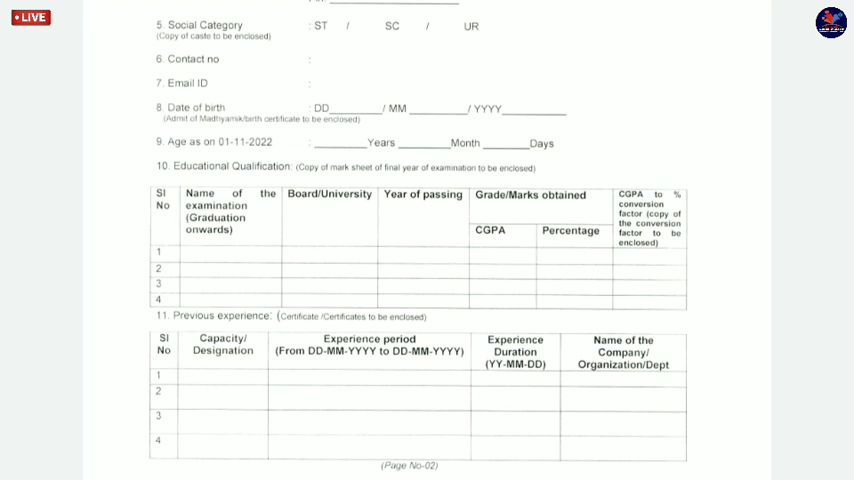 LIVE
5. Social Category : ST / SC / UR
(Copy of caste to be enclosed)
6. Contact no :
7. Email ID :
8. Date of birth : DD________/ MM _________/ YYYY__________
(Admit of Madhyamik/birth certificate to be enclosed)
9. Age as on 01-11-2022 : ________Years ________Month _______Days
10. Educational Qualification: (Copy of mark sheet of final year of examination to be enclosed)
Sl No Name of the examination (Graduation onwards) Board/University Year of passing Grade/Marks obtained CGPA to % conversion factor (copy of the conversion factor to be enclosed)
CGPA Percentage
1
2
3
4
11. Previous experience: (Certificate /Certificates to be enclosed)
Sl No Capacity/ Designation Experience period (From DD-MM-YYYY to DD-MM-YYYY) Experience Duration (YY-MM-DD) Name of the Company/ Organization/Dept
1
2
3
4
(Page No-02)